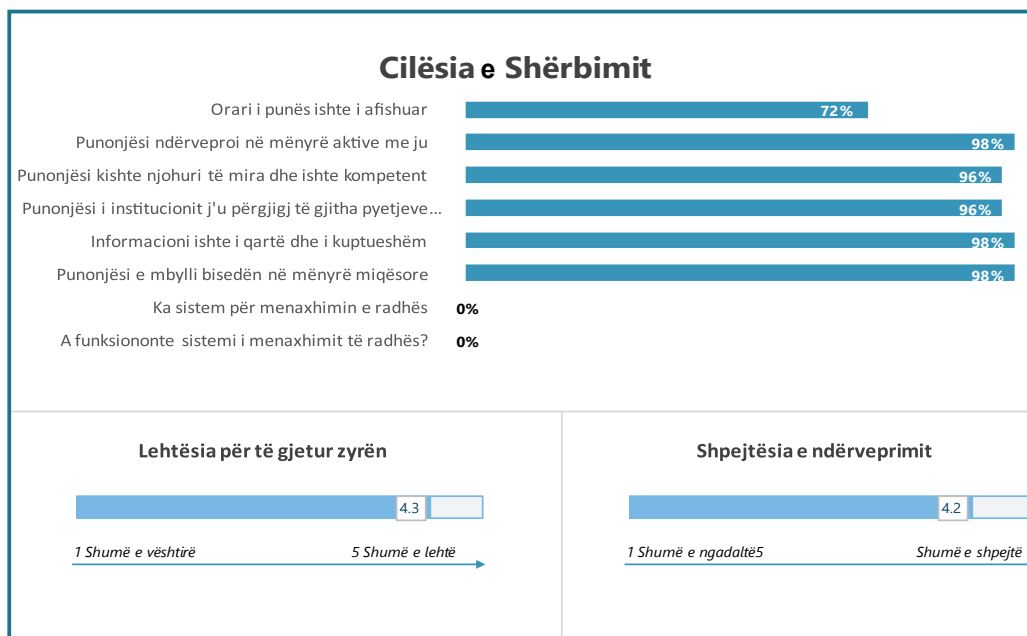 Cilësia e Shërbimit
Orari i punës ishte i afishuar 72%
Punonjësi ndërveproi në mënyrë aktive me ju 98%
Punonjësi kishte njohuri të mira dhe ishte kompetent 96%
Punonjësi i institucionit j'u përgjigj të gjitha pyetjeve... 96%
Informacioni ishte i qartë dhe i kuptueshëm 98%
Punonjësi e mbylli bisedën në mënyrë miqësore 98%
Ka sistem për menaxhimin e radhës 0%
A funksiononte sistemi i menaxhimit të radhës? 0%
Lehtësia për të gjetur zyrën
4.3
1 Shumë e vështirë 5 Shumë e lehtë
Shpejtësia e ndërveprimit
4.2
1 Shumë e ngadaltë5 Shumë e shpejtë